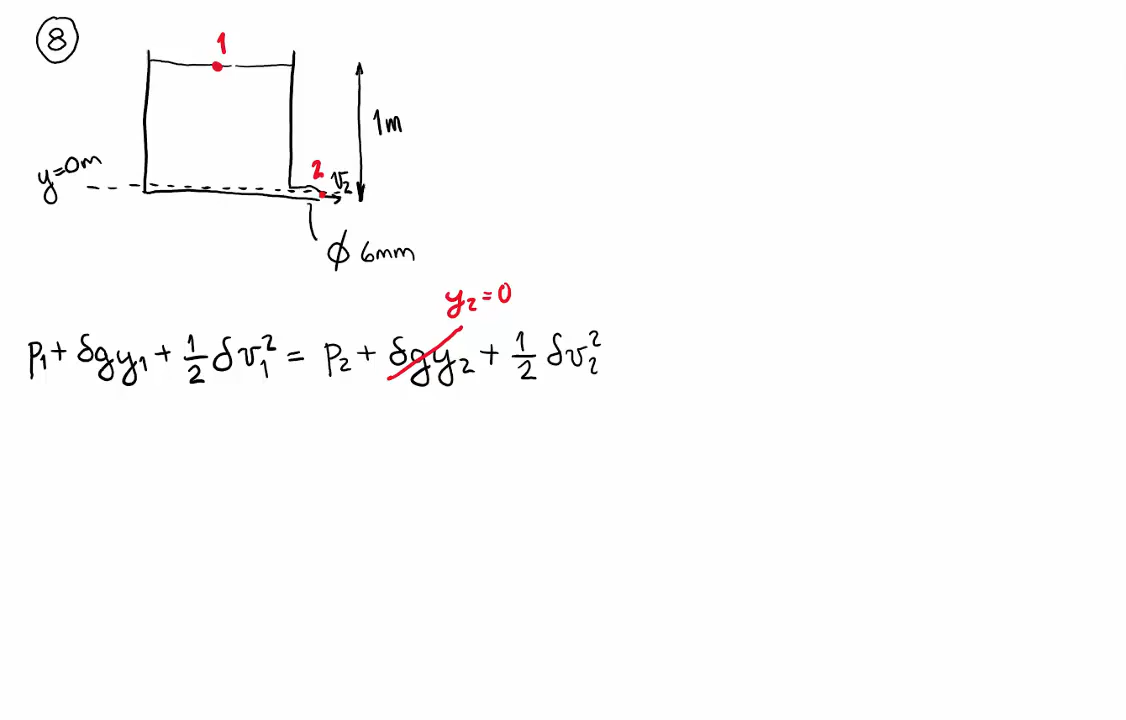 8
1
1m
y=0m
2
v₂
ϕ 6mm
y₂=0
p₁ + δgy₁ + 1/2 δv₁² = p₂ + δgy₂ + 1/2 δv₂²